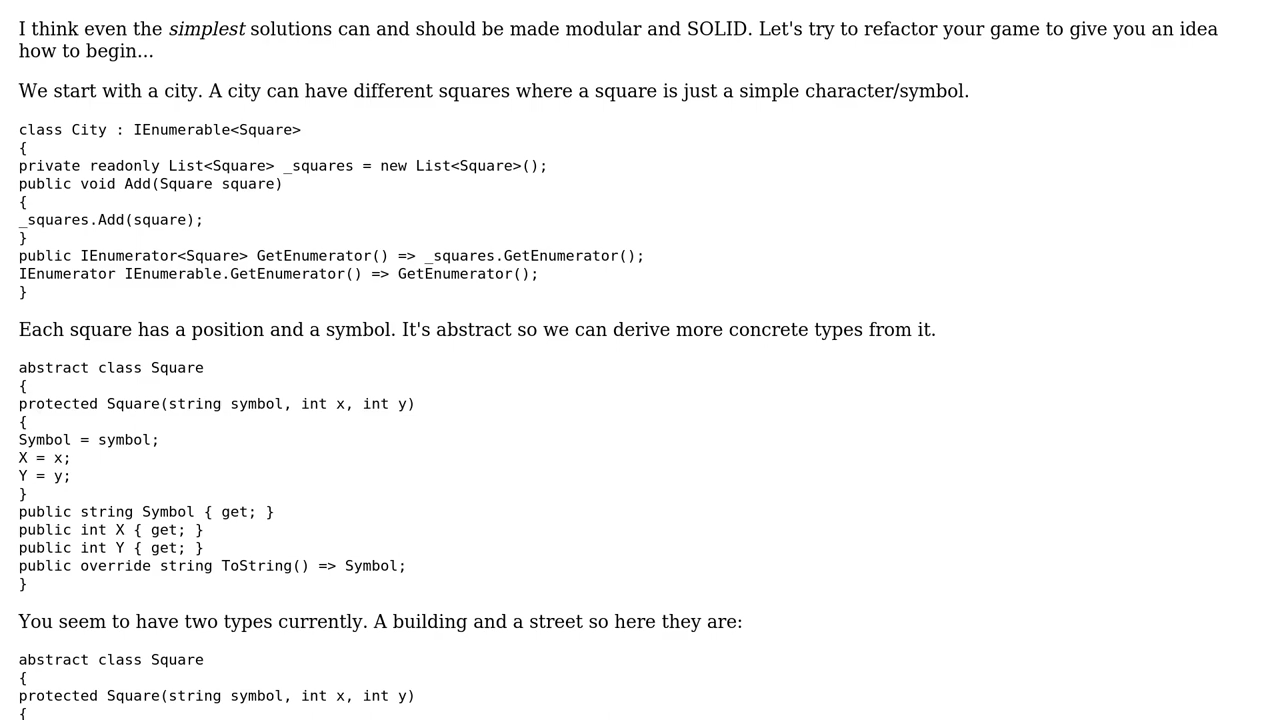 I think even the simplest solutions can and should be made modular and SOLID. Let's try to refactor your game to give you an idea
how to begin...
We start with a city. A city can have different squares where a square is just a simple character/symbol.
class City : IEnumerable<Square>
{
private readonly List<Square> _squares = new List<Square>();
public void Add(Square square)
{
_squares.Add(square);
}
public IEnumerator<Square> GetEnumerator() => _squares.GetEnumerator();
IEnumerator IEnumerable.GetEnumerator() => GetEnumerator();
}
Each square has a position and a symbol. It's abstract so we can derive more concrete types from it.
abstract class Square
{
protected Square(string symbol, int x, int y)
{
Symbol = symbol;
X = x;
Y = y;
}
public string Symbol { get; }
public int X { get; }
public int Y { get; }
public override string ToString() => Symbol;
}
You seem to have two types currently. A building and a street so here they are:
abstract class Square
{
protected Square(string symbol, int x, int y)
{